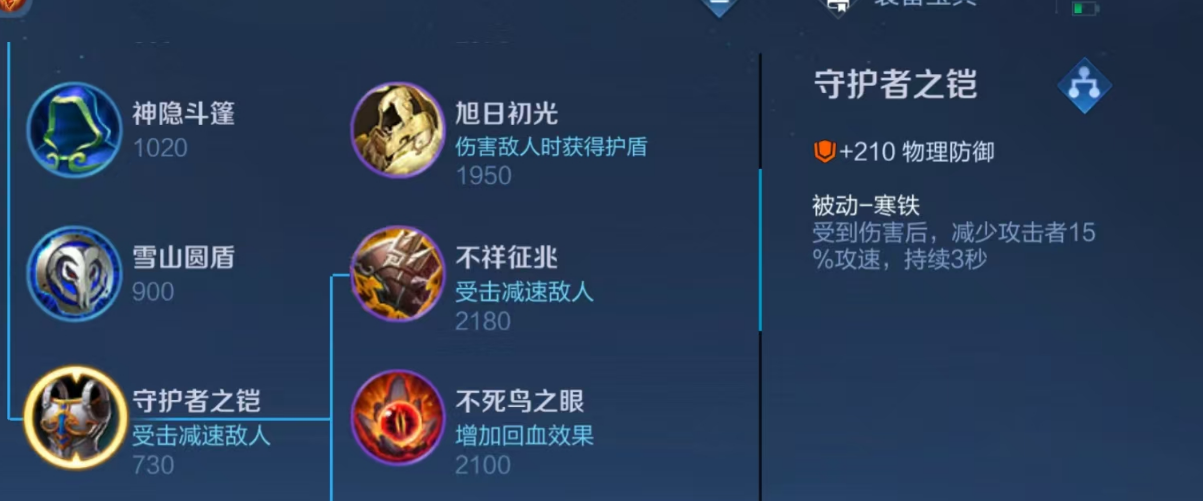 神隐斗篷
1020
旭日初光
伤害敌人时获得护盾
1950
雪山圆盾
900
不祥征兆
受击减速敌人
2180
守护者之铠
受击减速敌人
730
不死鸟之眼
增加回血效果
2100
守护者之铠
+210 物理防御
被动-寒铁
受到伤害后，减少攻击者15
%攻速，持续3秒